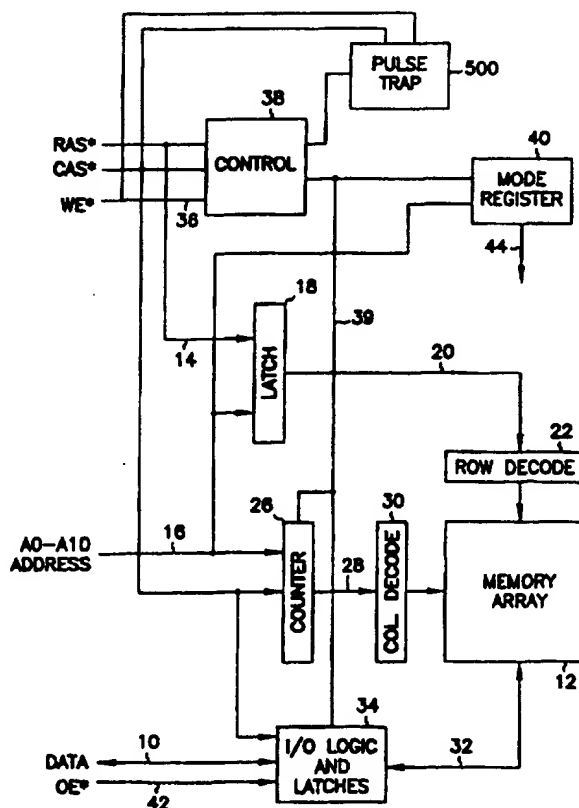 PULSE
TRAP
500
38
RAS*
CAS*
WE*
CONTROL
36
40
MODE
REGISTER
44
18
14
LATCH
39
20
22
ROW DECODE
26
30
A0-A10
ADDRESS
16
COUNTER
28
COL. DECODE
MEMORY
ARRAY
12
34
DATA
10
I/O LOGIC
AND
LATCHES
32
OE*
42